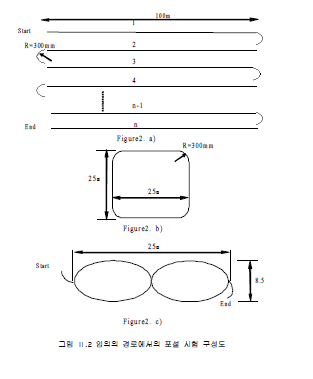 100m
1
Start
2
R=300mm
3
4
n-1
End
n
Figure2. a)
R=300mm
25m
25m
Figure2. b)
25m
Start
8.5
End
Figure2. c)
그림 II.2 임의의 경로에서의 포설 시험 구성도